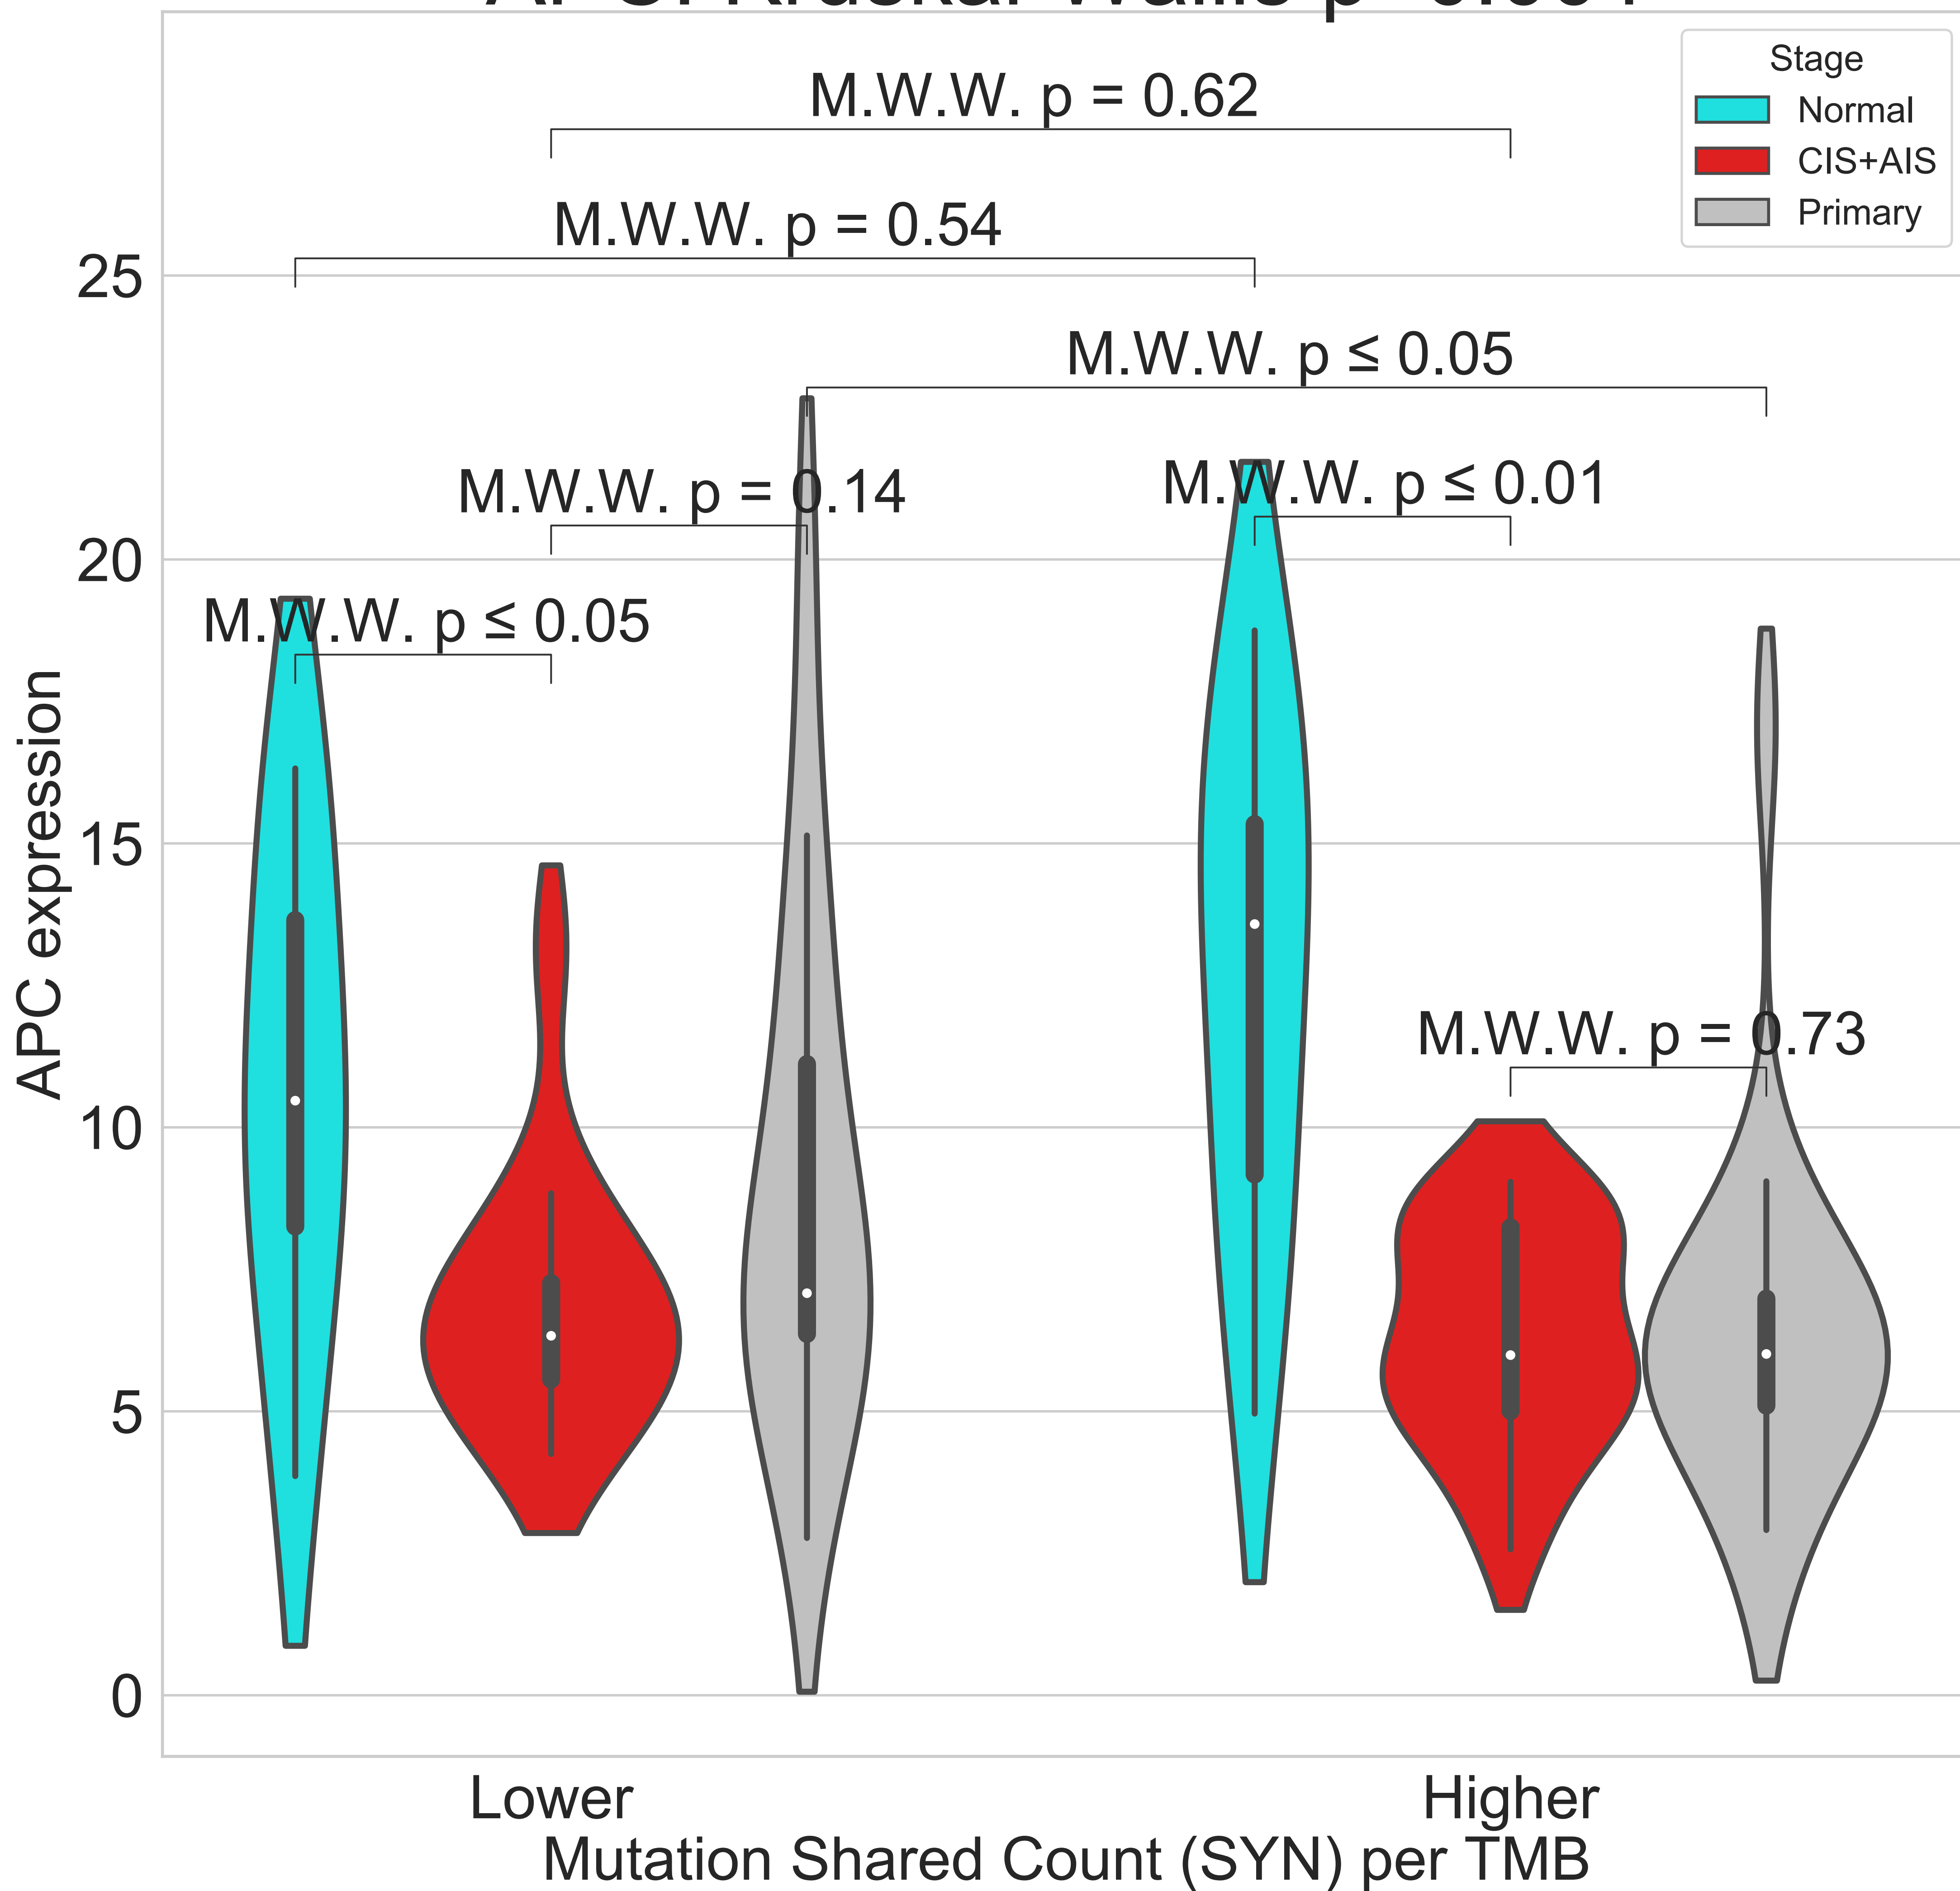 Stage
Normal
CIS+AIS
Primary
M.W.W. p = 0.62
M.W.W. p = 0.54
M.W.W. p ≤ 0.05
M.W.W. p = 0.14
M.W.W. p ≤ 0.01
M.W.W. p ≤ 0.05
M.W.W. p = 0.73
25
20
15
10
5
0
APC expression
Lower
Higher
Mutation Shared Count (SYN) per TMB